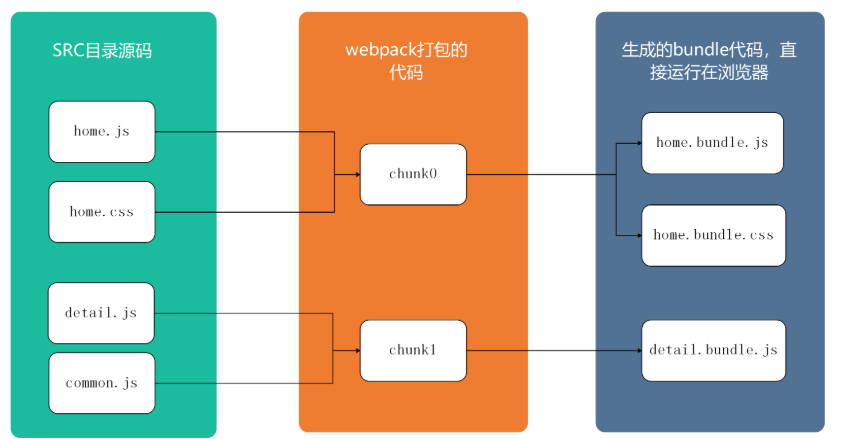 SRC目录源码
home.js
home.css
detail.js
common.js
webpack打包的
代码
chunk0
chunk1
生成的bundle代码，直
接运行在浏览器
home.bundle.js
home.bundle.css
detail.bundle.js